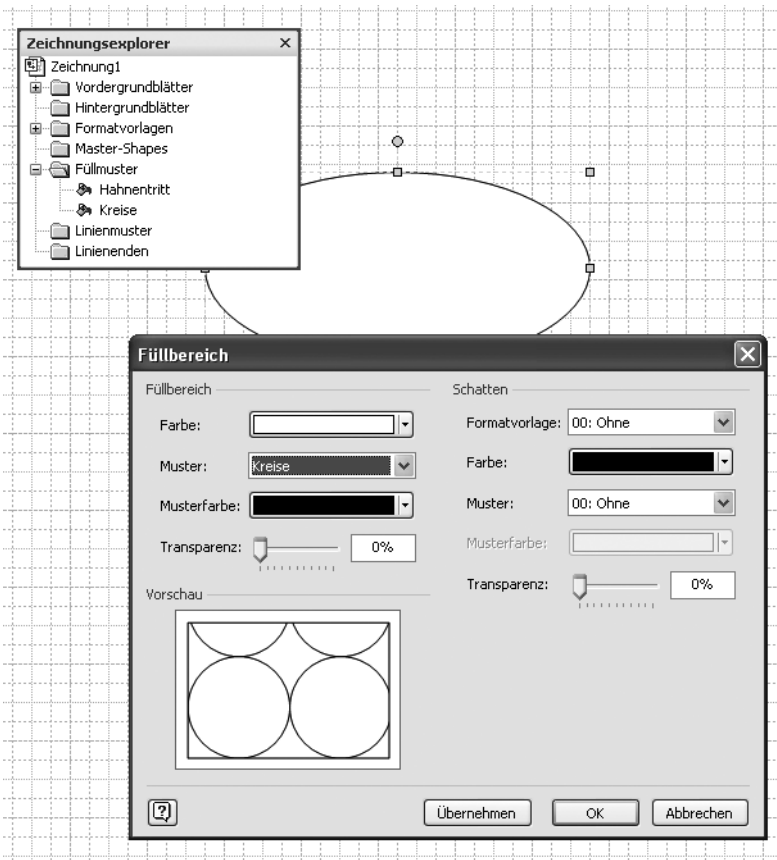 Zeichnungsexplorer
Zeichnung1
Vordergrundblätter
Hintergrundblätter
Formatvorlagen
Master-Shapes
Füllmuster
Hahnentritt
Kreise
Linienmuster
Linienenden
Füllbereich
Füllbereich
Farbe:
Muster: Kreise
Musterfarbe:
Transparenz: 0%
Vorschau
Schatten
Formatvorlage: 00: Ohne
Farbe:
Muster: 00: Ohne
Musterfarbe:
Transparenz: 0%
Übernehmen OK Abbrechen